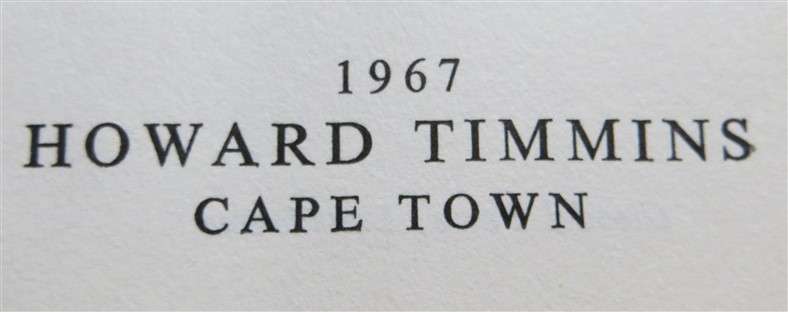 1967
HOWARD TIMMINS
CAPE TOWN